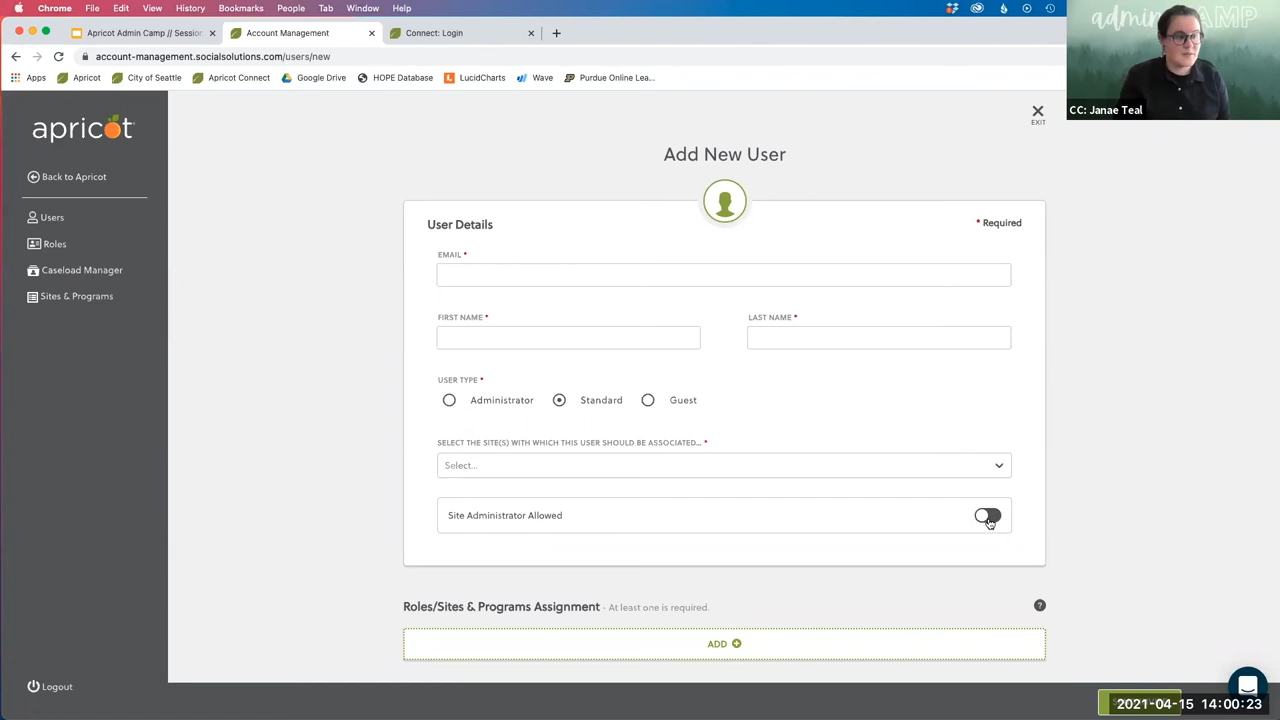 Chrome File Edit View History Bookmarks People Tab Window Help
Apricot Admin Camp // Session
Account Management
Connect: Login
account-management.socialsolutions.com/users/new
Apps Apricot City of Seattle Apricot Connect Google Drive HOPE Database LucidCharts Wave Purdue Online Lea...
adminCAMP
CC: Janae Teal
apricot
Back to Apricot
Users
Roles
Caseload Manager
Sites & Programs
Logout
EXIT
Add New User
User Details
* Required
EMAIL *
FIRST NAME *
LAST NAME *
USER TYPE *
Administrator Standard Guest
SELECT THE SITE(S) WITH WHICH THIS USER SHOULD BE ASSOCIATED... *
Select...
Site Administrator Allowed
Roles/Sites & Programs Assignment - At least one is required.
?
ADD
2021-04-15 14:00:23